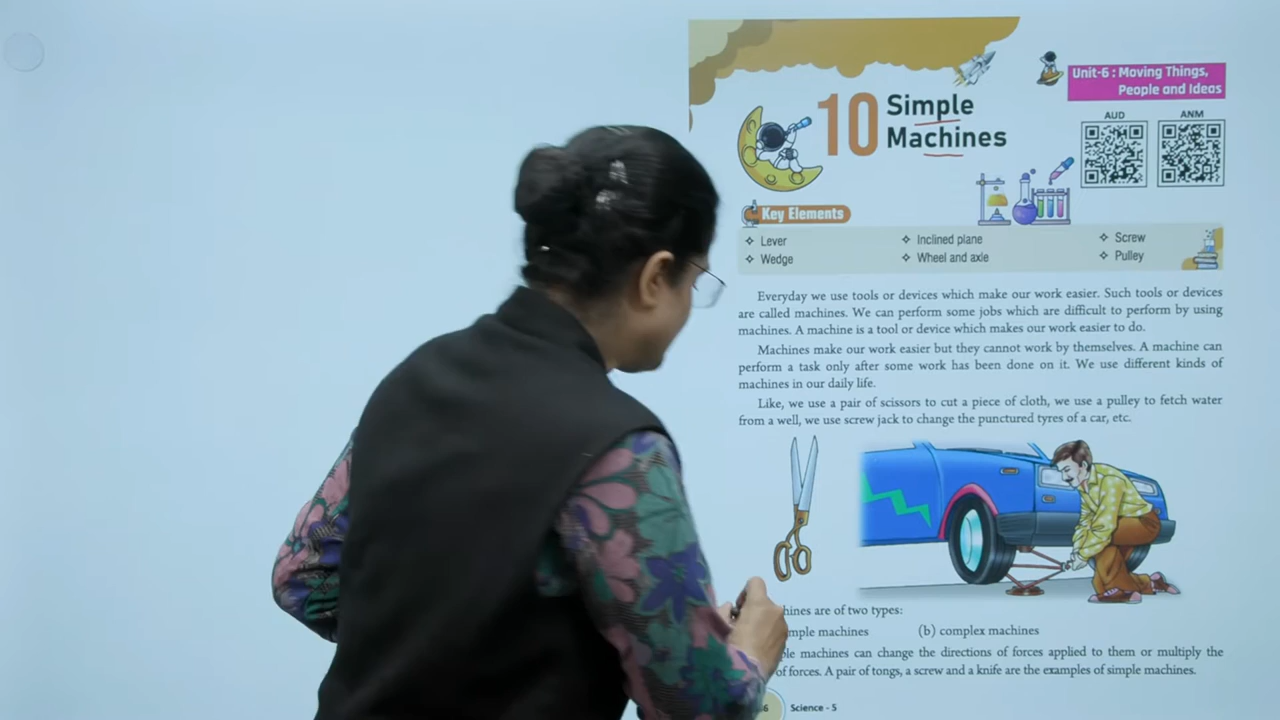 Unit-6 : Moving Things,
People and Ideas
10 Simple
Machines
AUD ANM
Key Elements
Lever Inclined plane Screw
Wedge Wheel and axle Pulley
Everyday we use tools or devices which make our work easier. Such tools or devices
are called machines. We can perform some jobs which are difficult to perform by using
machines. A machine is a tool or device which makes our work easier to do.
Machines make our work easier but they cannot work by themselves. A machine can
perform a task only after some work has been done on it. We use different kinds of
machines in our daily life.
Like, we use a pair of scissors to cut a piece of cloth, we use a pulley to fetch water
from a well, we use screw jack to change the punctured tyres of a car, etc.
are of two types:
machines (b) complex machines
machines can change the directions of forces applied to them or multiply the
of forces. A pair of tongs, a screw and a knife are the examples of simple machines.
Science - 5